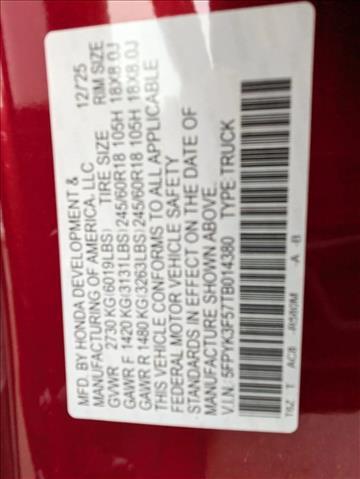 MFD. BY HONDA DEVELOPMENT & 12/25
MANUFACTURING OF AMERICA, LLC
GVWR 2730 KG(6019LBS) TIRE SIZE RIM SIZE
GAWR F 1420 KG(3131LBS)245/60R18 105H 18X8.0J
GAWR R 1480 KG(3263LBS)245/60R18 105H 18X8.0J
THIS VEHICLE CONFORMS TO ALL APPLICABLE
FEDERAL MOTOR VEHICLE SAFETY
STANDARDS IN EFFECT ON THE DATE OF
MANUFACTURE SHOWN ABOVE.
V.I.N.: 5FPYK3F57TB014380 TYPE:TRUCK
T6Z T AC8 -R580M -A -B